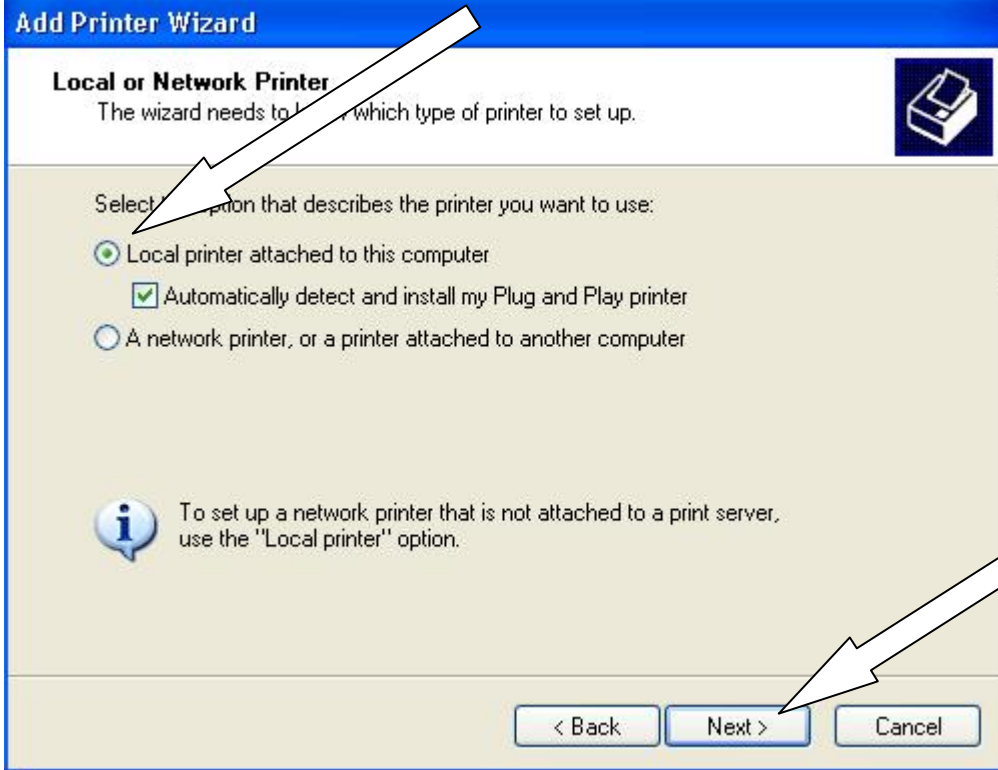 Add Printer Wizard
Local or Network Printer
The wizard needs to which type of printer to set up.
Select option that describes the printer you want to use:
Local printer attached to this computer
Automatically detect and install my Plug and Play printer
A network printer, or a printer attached to another computer
To set up a network printer that is not attached to a print server,
use the "Local printer" option.
< Back Next > Cancel